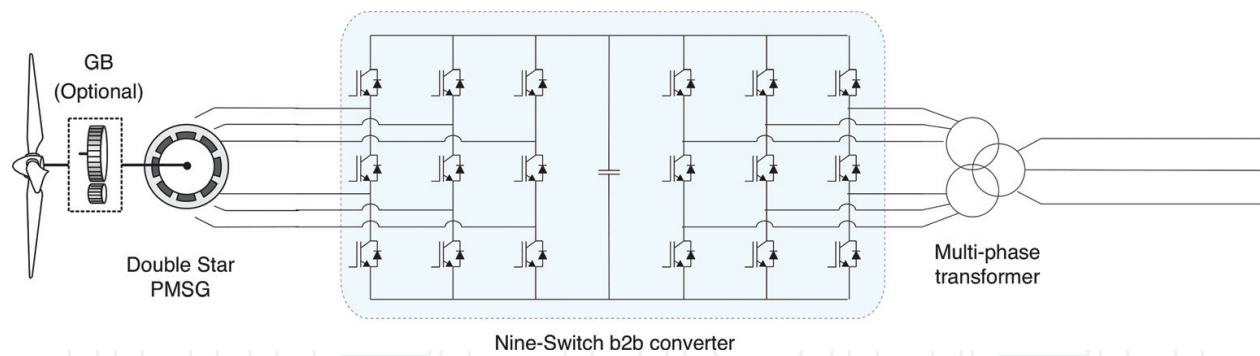 GB
(Optional)
Double Star
PMSG
Multi-phase
transformer
Nine-Switch b2b converter